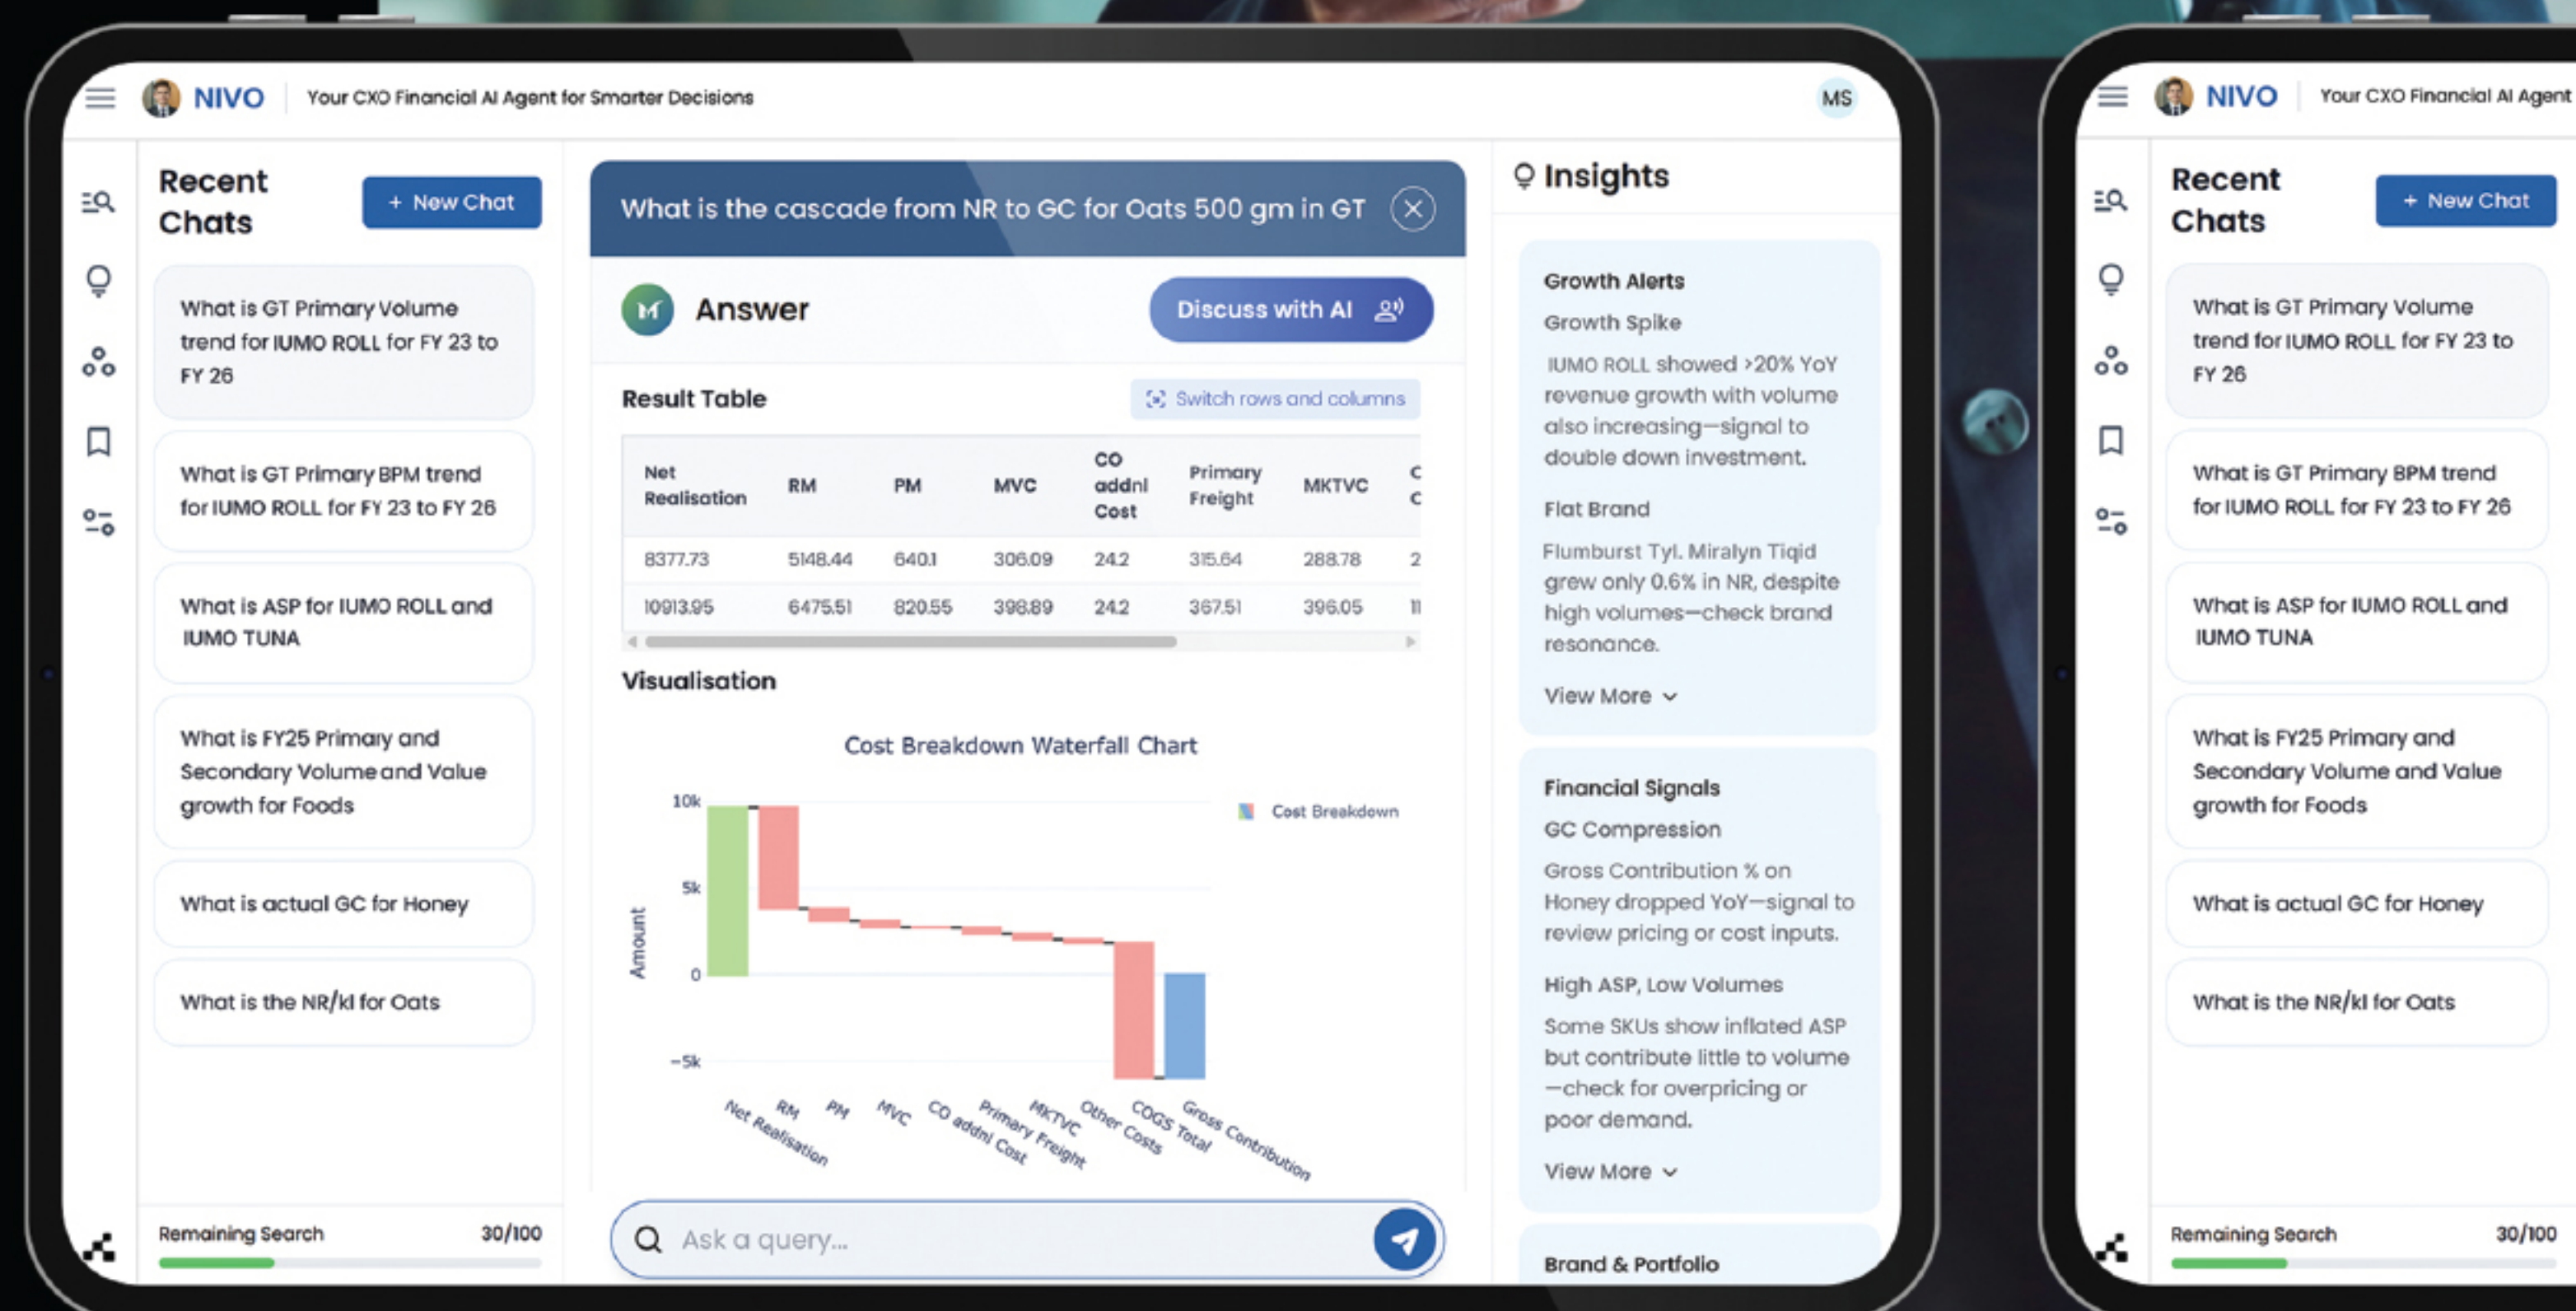 NIVO
Your CXO Financial AI Agent for Smarter Decisions
MS
Recent
Chats
+ New Chat
What is GT Primary Volume
trend for IUMO ROLL for FY 23 to
FY 26
What is GT Primary BPM trend
for IUMO ROLL for FY 23 to FY 26
What is ASP for IUMO ROLL and
IUMO TUNA
What is FY25 Primary and
Secondary Volume and Value
growth for Foods
What is actual GC for Honey
What is the NR/kl for Oats
Remaining Search 30/100
What is the cascade from NR to GC for Oats 500 gm in GT
Answer
Discuss with AI
Result Table
Switch rows and columns
Net Realisation RM PM MVC CO addnl Cost Primary Freight MKTVC
8377.73 5148.44 640.1 306.09 24.2 315.64 288.78 2
10913.95 6475.51 820.55 398.89 24.2 367.51 396.05 11
Visualisation
Cost Breakdown Waterfall Chart
Cost Breakdown
Amount
10k
5k
0
−5k
Net Realisation
RM
PM
MVC
CO addnl Cost
Primary Freight
MKTVC
Other Costs
COGS Total
Gross Contribution
Ask a query...
Insights
Growth Alerts
Growth Spike
IUMO ROLL showed >20% YoY
revenue growth with volume
also increasing—signal to
double down investment.
Flat Brand
Flumburst Tyl. Miralyn Tiqid
grew only 0.6% in NR, despite
high volumes—check brand
resonance.
View More
Financial Signals
GC Compression
Gross Contribution % on
Honey dropped YoY—signal to
review pricing or cost inputs.
High ASP, Low Volumes
Some SKUs show inflated ASP
but contribute little to volume
—check for overpricing or
poor demand.
View More
Brand & Portfolio
NIVO
Your CXO Financial AI Agent
Recent
Chats
+ New Chat
What is GT Primary Volume
trend for IUMO ROLL for FY 23 to
FY 26
What is GT Primary BPM trend
for IUMO ROLL for FY 23 to FY 26
What is ASP for IUMO ROLL and
IUMO TUNA
What is FY25 Primary and
Secondary Volume and Value
growth for Foods
What is actual GC for Honey
What is the NR/kl for Oats
Remaining Search 30/100